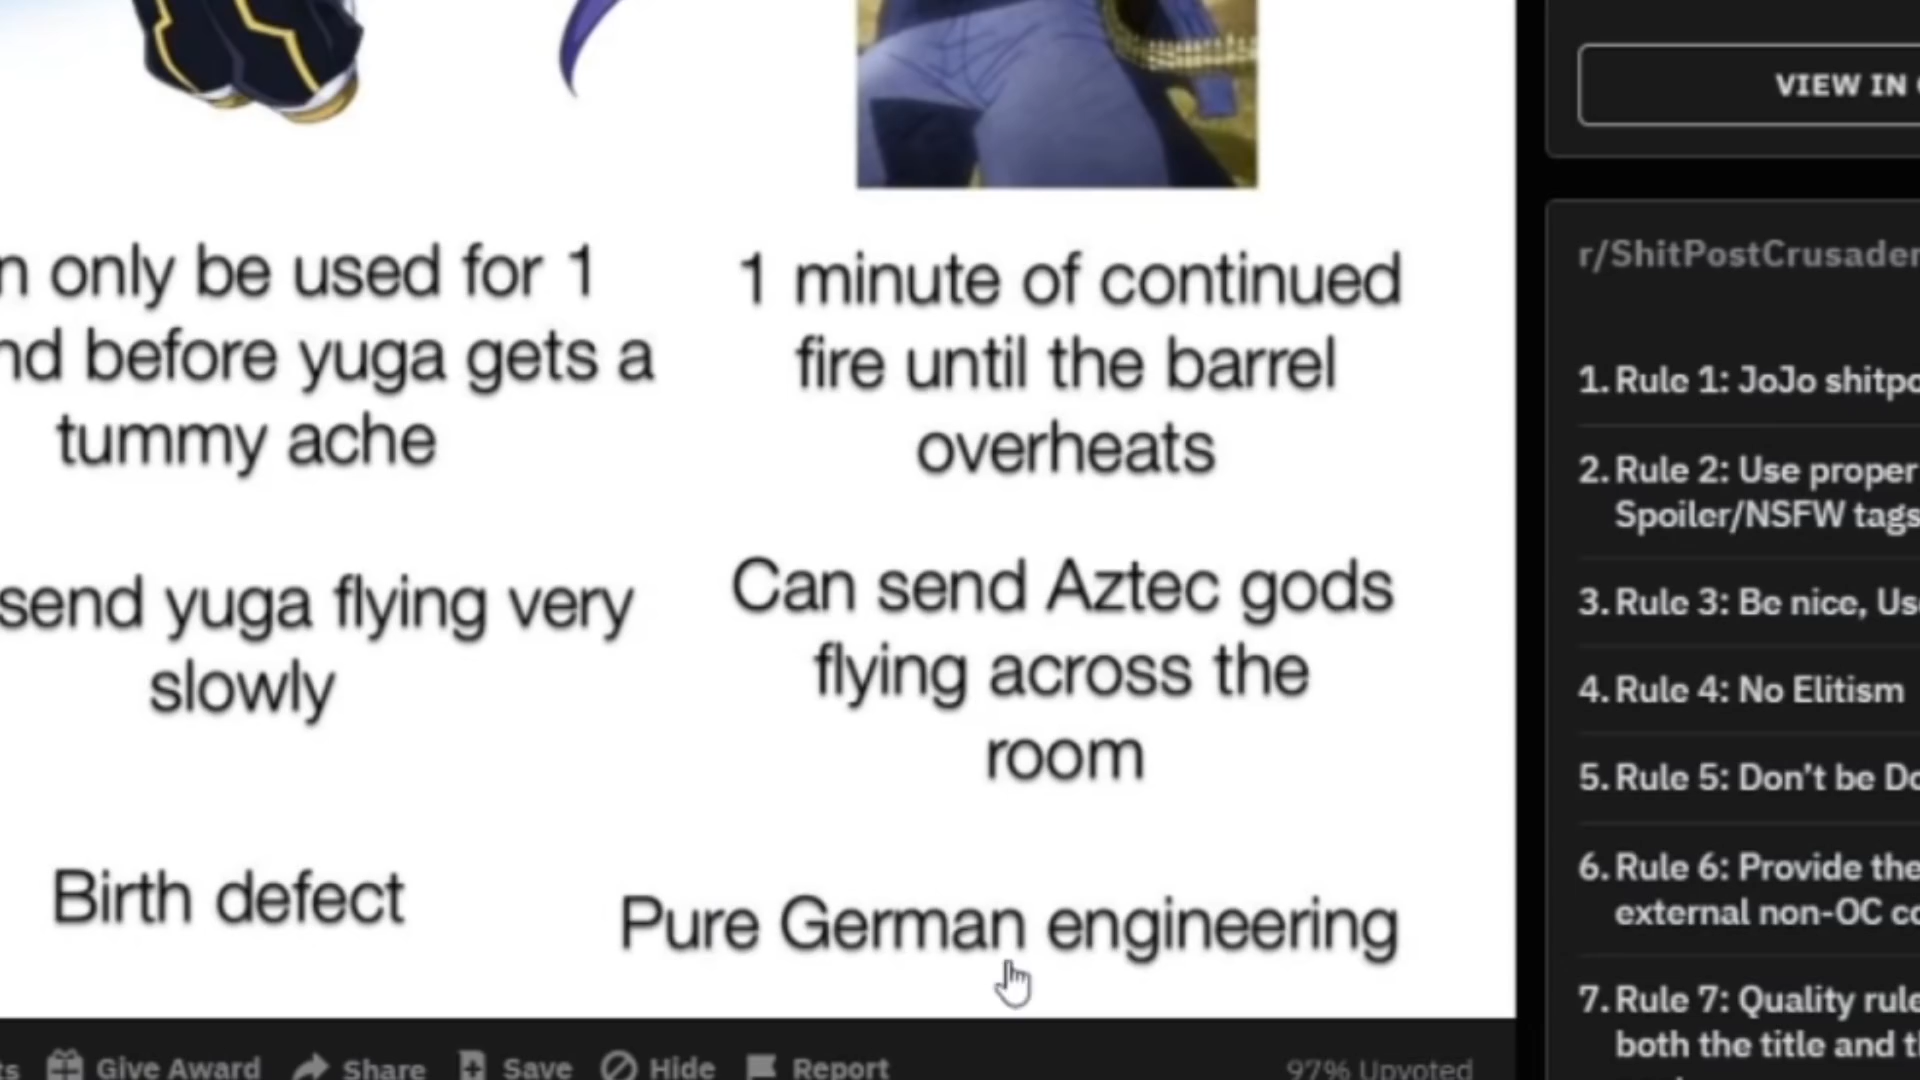 n only be used for 1
nd before yuga gets a
tummy ache
send yuga flying very
slowly
Birth defect
1 minute of continued
fire until the barrel
overheats
Can send Aztec gods
flying across the
room
Pure German engineering
ts Give Award Share Save Hide Report 97% Upvoted
VIEW IN
r/ShitPostCrusader
1. Rule 1: JoJo shitpo
2. Rule 2: Use proper
Spoiler/NSFW tags
3. Rule 3: Be nice, Us
4. Rule 4: No Elitism
5. Rule 5: Don't be Do
6. Rule 6: Provide the
external non-OC co
7. Rule 7: Quality rule
both the title and t